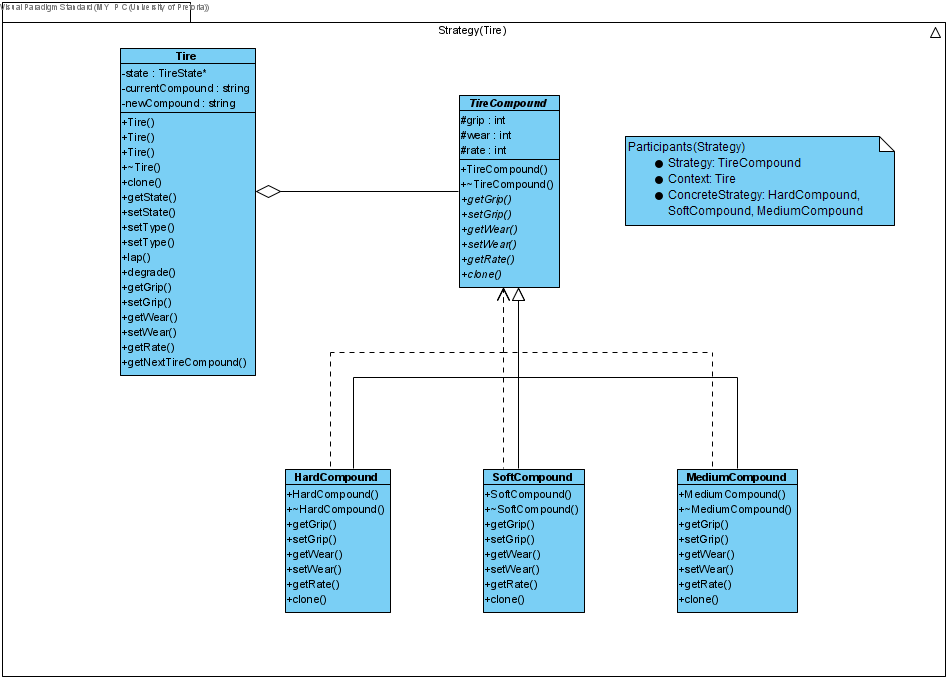 Visual Paradigm Standard(MY P C(University of Pretoria))
Strategy(Tire)
Tire
-state : TireState*
-currentCompound : string
-newCompound : string
+Tire()
+Tire()
+Tire()
+~Tire()
+clone()
+getState()
+setState()
+setType()
+setType()
+lap()
+degrade()
+getGrip()
+setGrip()
+getWear()
+setWear()
+getRate()
+getNextTireCompound()
TireCompound
#grip : int
#wear : int
#rate : int
+TireCompound()
+~TireCompound()
+getGrip()
+setGrip()
+getWear()
+setWear()
+getRate()
+clone()
Participants(Strategy)
● Strategy: TireCompound
● Context: Tire
● ConcreteStrategy: HardCompound,
SoftCompound, MediumCompound
HardCompound
+HardCompound()
+~HardCompound()
+getGrip()
+setGrip()
+getWear()
+setWear()
+getRate()
+clone()
SoftCompound
+SoftCompound()
+~SoftCompound()
+getGrip()
+setGrip()
+getWear()
+setWear()
+getRate()
+clone()
MediumCompound
+MediumCompound()
+~MediumCompound()
+getGrip()
+setGrip()
+getWear()
+setWear()
+getRate()
+clone()